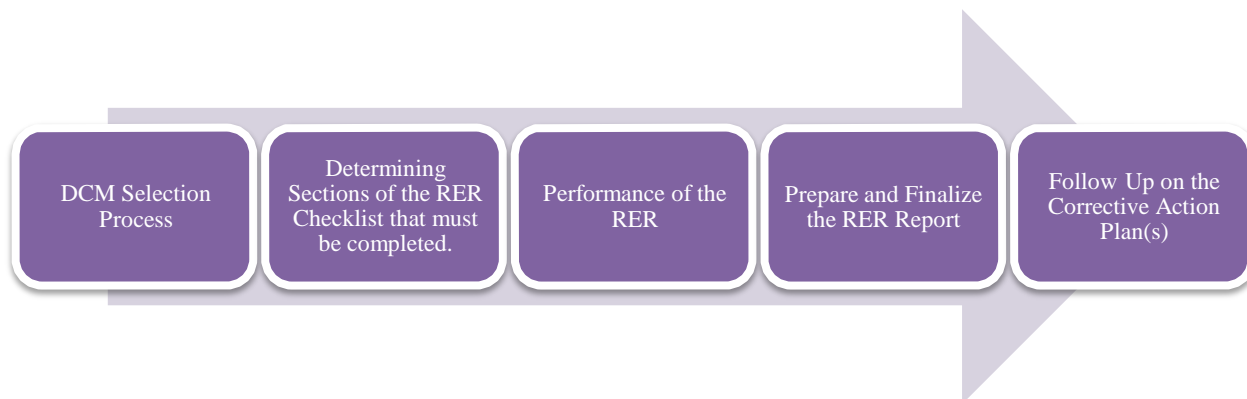 DCM Selection
Process
Determining
Sections of the RER
Checklist that must
be completed.
Performance of the
RER
Prepare and Finalize
the RER Report
Follow Up on the
Corrective Action
Plan(s)